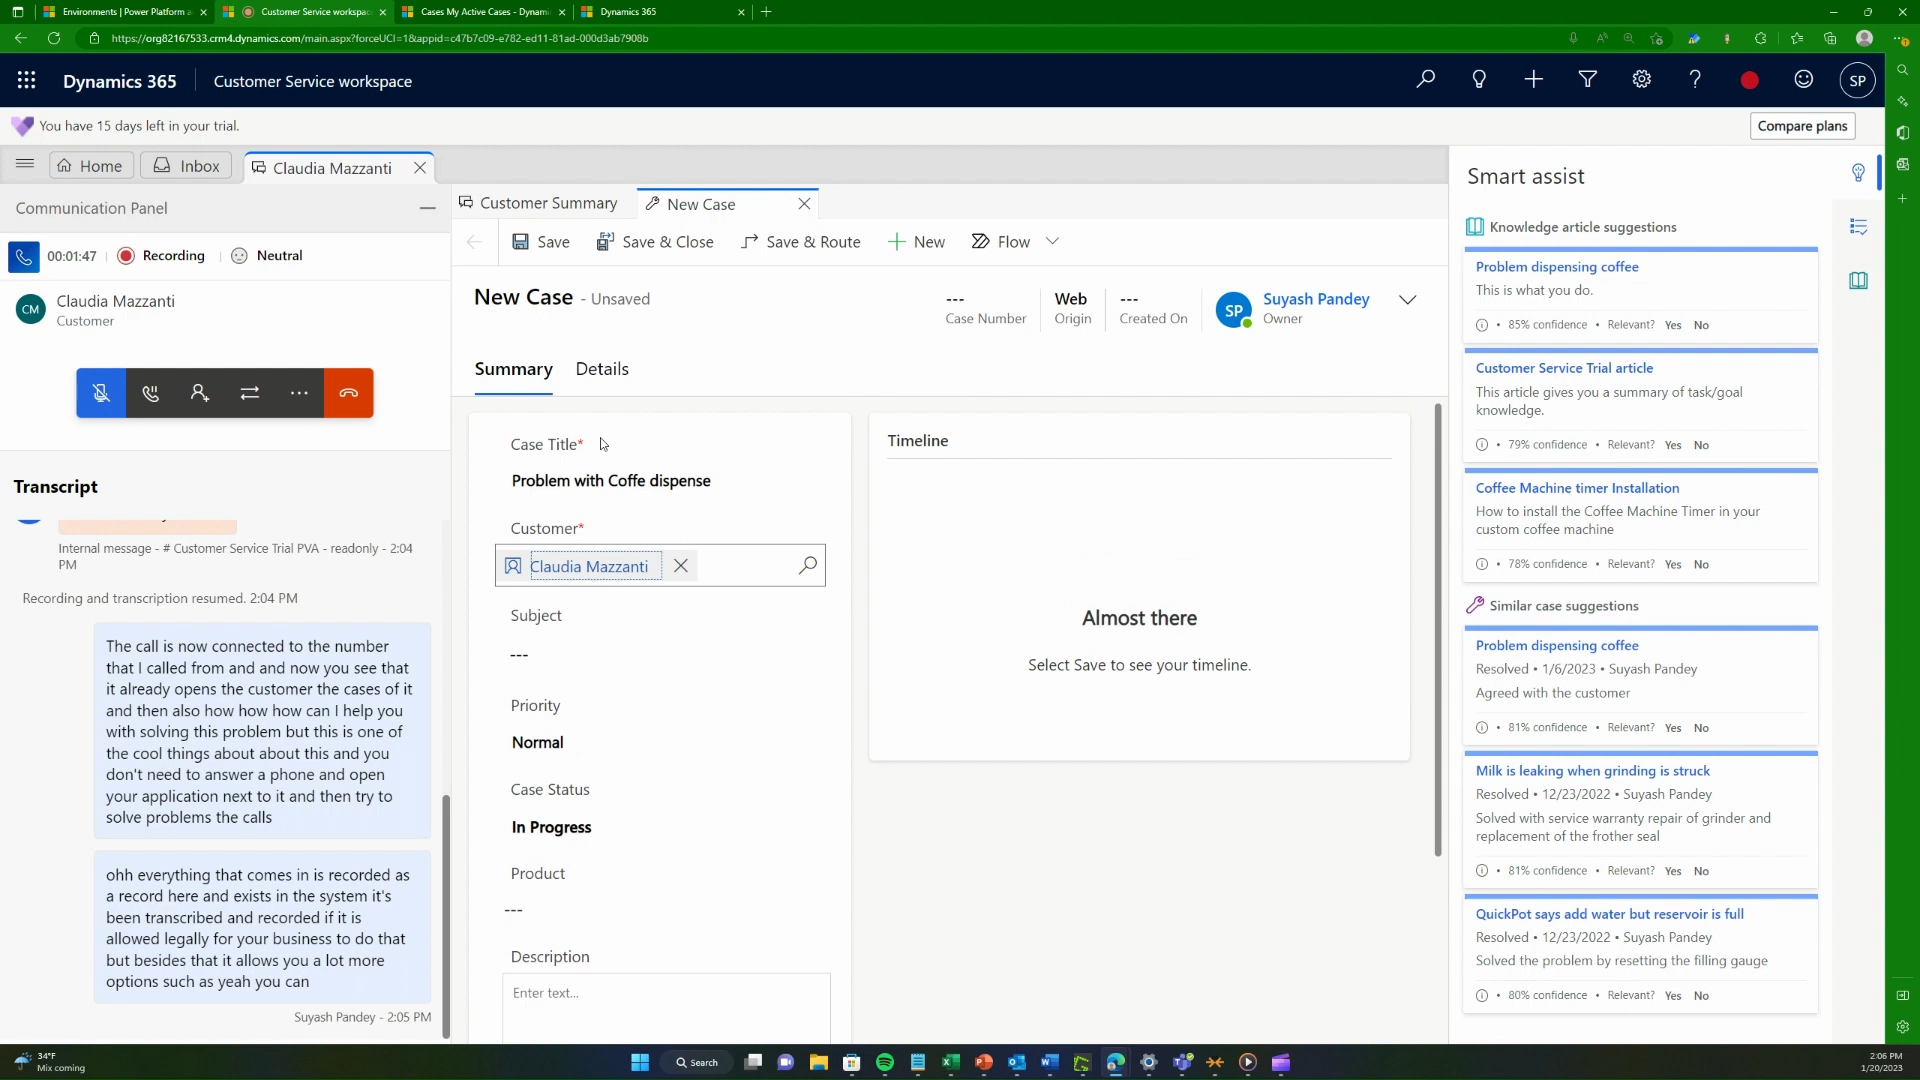 Environments | Power Platform a
Customer Service workspace
Cases My Active Cases - Dynami
Dynamics 365
https://org82167533.crm4.dynamics.com/main.aspx?forceUCI=1&appid=c47b7c09-e782-ed11-81ad-000d3ab7908b
Dynamics 365
Customer Service workspace
SP
You have 15 days left in your trial.
Compare plans
Home
Inbox
Claudia Mazzanti
Communication Panel
00:01:47
Recording
Neutral
CM
Claudia Mazzanti
Customer
Transcript
Internal message - # Customer Service Trial PVA - readonly - 2:04
PM
Recording and transcription resumed. 2:04 PM
The call is now connected to the number
that I called from and and now you see that
it already opens the customer the cases of it
and then also how how how can I help you
with solving this problem but this is one of
the cool things about about this and you
don't need to answer a phone and open
your application next to it and then try to
solve problems the calls
ohh everything that comes in is recorded as
a record here and exists in the system it's
been transcribed and recorded if it is
allowed legally for your business to do that
but besides that it allows you a lot more
options such as yeah you can
Suyash Pandey - 2:05 PM
Customer Summary
New Case
Save
Save & Close
Save & Route
New
Flow
New Case - Unsaved
---
Case Number
Web
Origin
---
Created On
SP
Suyash Pandey
Owner
Summary
Details
Case Title*
Problem with Coffe dispense
Customer*
Claudia Mazzanti
Subject
---
Priority
Normal
Case Status
In Progress
Product
---
Description
Enter text...
Timeline
Almost there
Select Save to see your timeline.
Smart assist
Knowledge article suggestions
Problem dispensing coffee
This is what you do.
• 85% confidence • Relevant? Yes No
Customer Service Trial article
This article gives you a summary of task/goal
knowledge.
• 79% confidence • Relevant? Yes No
Coffee Machine timer Installation
How to install the Coffee Machine Timer in your
custom coffee machine
• 78% confidence • Relevant? Yes No
Similar case suggestions
Problem dispensing coffee
Resolved • 1/6/2023 • Suyash Pandey
Agreed with the customer
• 81% confidence • Relevant? Yes No
Milk is leaking when grinding is struck
Resolved • 12/23/2022 • Suyash Pandey
Solved with service warranty repair of grinder and
replacement of the frother seal
• 81% confidence • Relevant? Yes No
QuickPot says add water but reservoir is full
Resolved • 12/23/2022 • Suyash Pandey
Solved the problem by resetting the filling gauge
• 80% confidence • Relevant? Yes No
34°F
Mix coming
Search
2:06 PM
1/20/2023